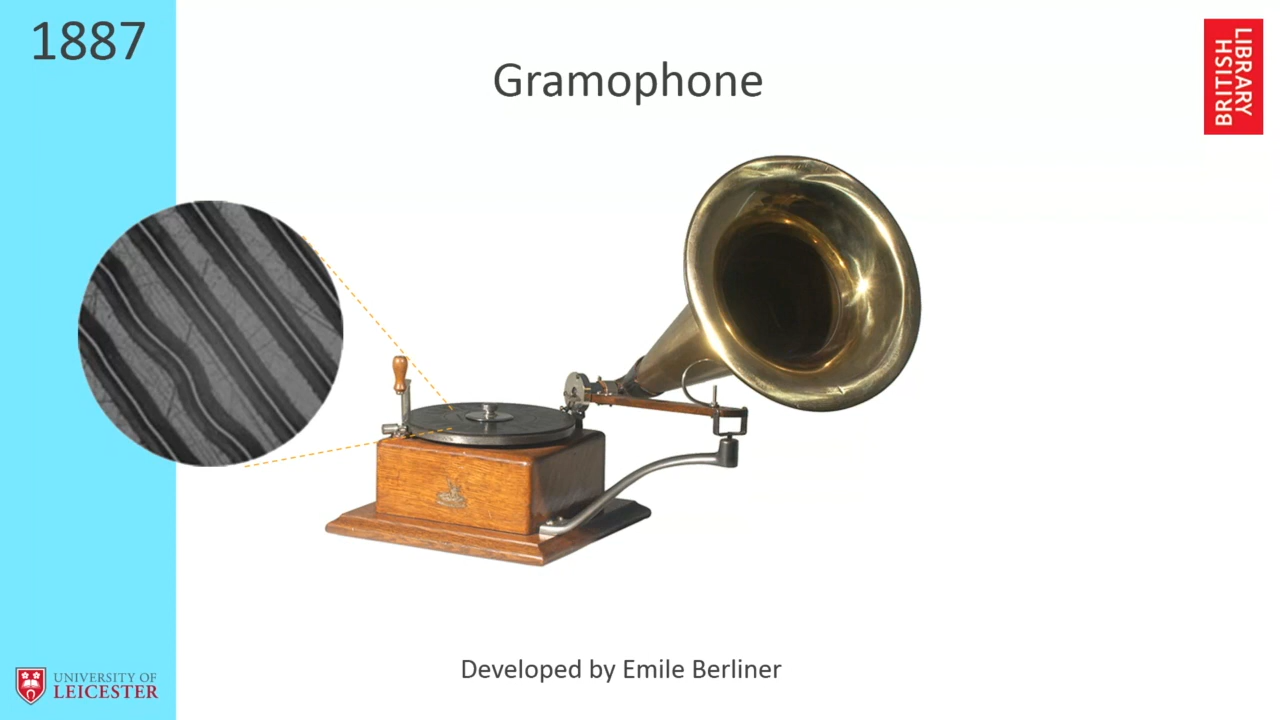 1887
Gramophone
LIBRARY
BRITISH
Developed by Emile Berliner
UNIVERSITY OF
LEICESTER